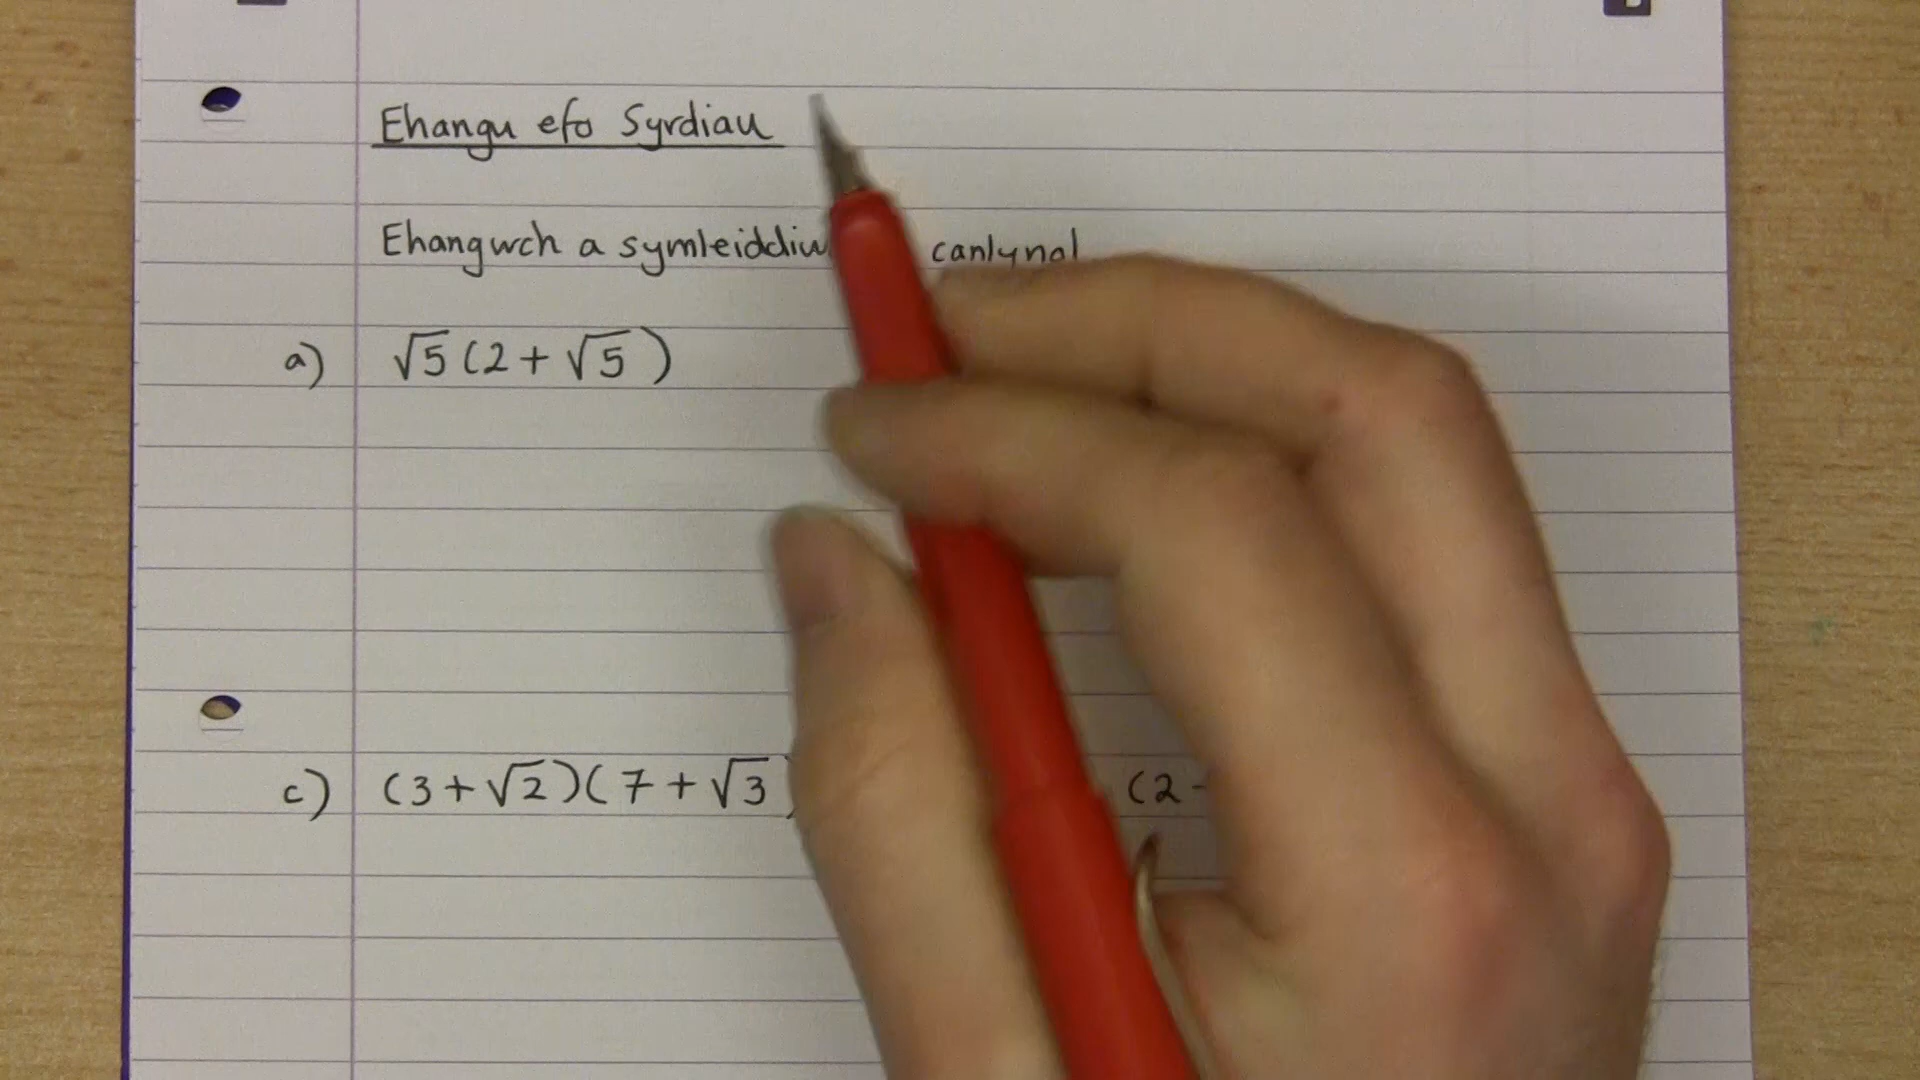 Ehangu efo Syrdiau
Ehangwch a symleiddiw canlynol
a) √5(2+√5)
c) (3+√2)(7+√3)
(2-